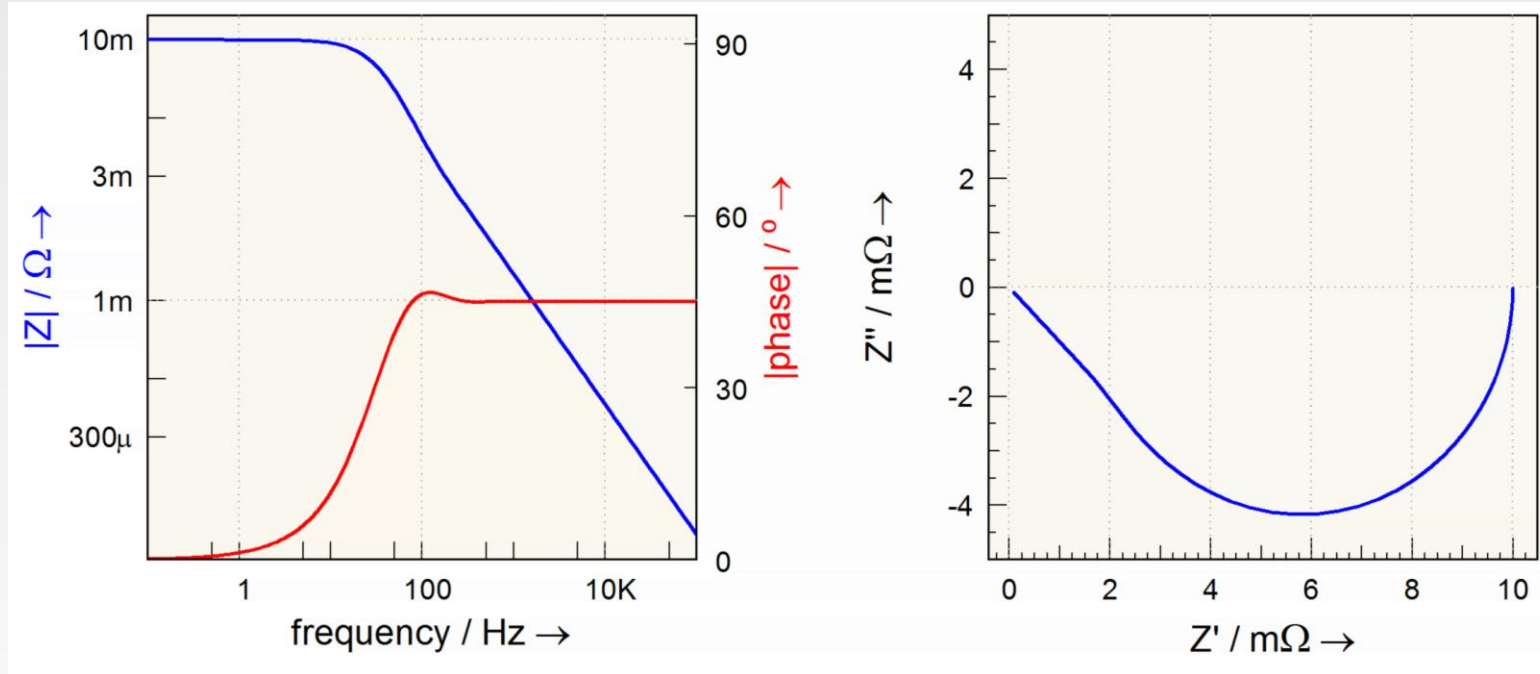 10m
3m
1m
300μ
|Z| / Ω →
1 100 10K
frequency / Hz →
90
60
30
0
|phase| / º →
4
2
0
-2
-4
Z'' / mΩ →
0 2 4 6 8 10
Z' / mΩ →